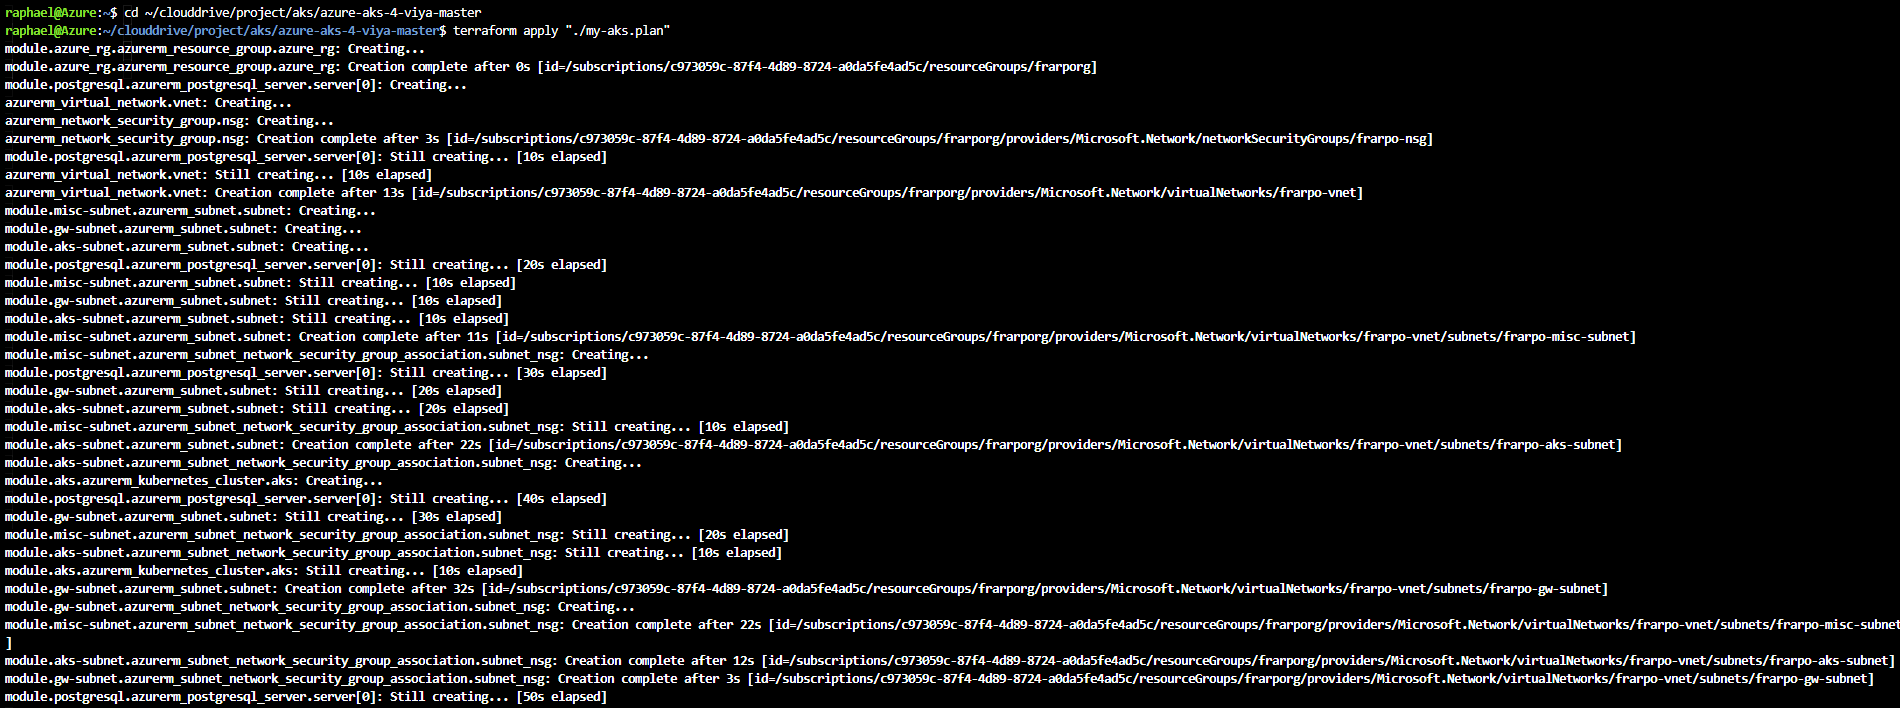 raphael@Azure:~$ cd ~/clouddrive/project/aks/azure-aks-4-viya-master
raphael@Azure:~/clouddrive/project/aks/azure-aks-4-viya-master$ terraform apply "./my-aks.plan"
module.azure_rg.azurerm_resource_group.azure_rg: Creating...
module.azure_rg.azurerm_resource_group.azure_rg: Creation complete after 0s [id=/subscriptions/c973059c-87f4-4d89-8724-a0da5fe4ad5c/resourceGroups/frarporg]
module.postgresql.azurerm_postgresql_server.server[0]: Creating...
azurerm_virtual_network.vnet: Creating...
azurerm_network_security_group.nsg: Creating...
azurerm_network_security_group.nsg: Creation complete after 3s [id=/subscriptions/c973059c-87f4-4d89-8724-a0da5fe4ad5c/resourceGroups/frarporg/providers/Microsoft.Network/networkSecurityGroups/frarpo-nsg]
module.postgresql.azurerm_postgresql_server.server[0]: Still creating... [10s elapsed]
azurerm_virtual_network.vnet: Still creating... [10s elapsed]
azurerm_virtual_network.vnet: Creation complete after 13s [id=/subscriptions/c973059c-87f4-4d89-8724-a0da5fe4ad5c/resourceGroups/frarporg/providers/Microsoft.Network/virtualNetworks/frarpo-vnet]
module.misc-subnet.azurerm_subnet.subnet: Creating...
module.gw-subnet.azurerm_subnet.subnet: Creating...
module.aks-subnet.azurerm_subnet.subnet: Creating...
module.postgresql.azurerm_postgresql_server.server[0]: Still creating... [20s elapsed]
module.misc-subnet.azurerm_subnet.subnet: Still creating... [10s elapsed]
module.gw-subnet.azurerm_subnet.subnet: Still creating... [10s elapsed]
module.aks-subnet.azurerm_subnet.subnet: Still creating... [10s elapsed]
module.misc-subnet.azurerm_subnet.subnet: Creation complete after 11s [id=/subscriptions/c973059c-87f4-4d89-8724-a0da5fe4ad5c/resourceGroups/frarporg/providers/Microsoft.Network/virtualNetworks/frarpo-vnet/subnets/frarpo-misc-subnet]
module.misc-subnet.azurerm_subnet_network_security_group_association.subnet_nsg: Creating...
module.postgresql.azurerm_postgresql_server.server[0]: Still creating... [30s elapsed]
module.gw-subnet.azurerm_subnet.subnet: Still creating... [20s elapsed]
module.aks-subnet.azurerm_subnet.subnet: Still creating... [20s elapsed]
module.misc-subnet.azurerm_subnet_network_security_group_association.subnet_nsg: Still creating... [10s elapsed]
module.aks-subnet.azurerm_subnet.subnet: Creation complete after 22s [id=/subscriptions/c973059c-87f4-4d89-8724-a0da5fe4ad5c/resourceGroups/frarporg/providers/Microsoft.Network/virtualNetworks/frarpo-vnet/subnets/frarpo-aks-subnet]
module.aks-subnet.azurerm_subnet_network_security_group_association.subnet_nsg: Creating...
module.aks.azurerm_kubernetes_cluster.aks: Creating...
module.postgresql.azurerm_postgresql_server.server[0]: Still creating... [40s elapsed]
module.gw-subnet.azurerm_subnet.subnet: Still creating... [30s elapsed]
module.misc-subnet.azurerm_subnet_network_security_group_association.subnet_nsg: Still creating... [20s elapsed]
module.aks-subnet.azurerm_subnet_network_security_group_association.subnet_nsg: Still creating... [10s elapsed]
module.aks.azurerm_kubernetes_cluster.aks: Still creating... [10s elapsed]
module.gw-subnet.azurerm_subnet.subnet: Creation complete after 32s [id=/subscriptions/c973059c-87f4-4d89-8724-a0da5fe4ad5c/resourceGroups/frarporg/providers/Microsoft.Network/virtualNetworks/frarpo-vnet/subnets/frarpo-gw-subnet]
module.gw-subnet.azurerm_subnet_network_security_group_association.subnet_nsg: Creating...
module.misc-subnet.azurerm_subnet_network_security_group_association.subnet_nsg: Creation complete after 22s [id=/subscriptions/c973059c-87f4-4d89-8724-a0da5fe4ad5c/resourceGroups/frarporg/providers/Microsoft.Network/virtualNetworks/frarpo-vnet/subnets/frarpo-misc-subnet
]
module.aks-subnet.azurerm_subnet_network_security_group_association.subnet_nsg: Creation complete after 12s [id=/subscriptions/c973059c-87f4-4d89-8724-a0da5fe4ad5c/resourceGroups/frarporg/providers/Microsoft.Network/virtualNetworks/frarpo-vnet/subnets/frarpo-aks-subnet]
module.gw-subnet.azurerm_subnet_network_security_group_association.subnet_nsg: Creation complete after 3s [id=/subscriptions/c973059c-87f4-4d89-8724-a0da5fe4ad5c/resourceGroups/frarporg/providers/Microsoft.Network/virtualNetworks/frarpo-vnet/subnets/frarpo-gw-subnet]
module.postgresql.azurerm_postgresql_server.server[0]: Still creating... [50s elapsed]